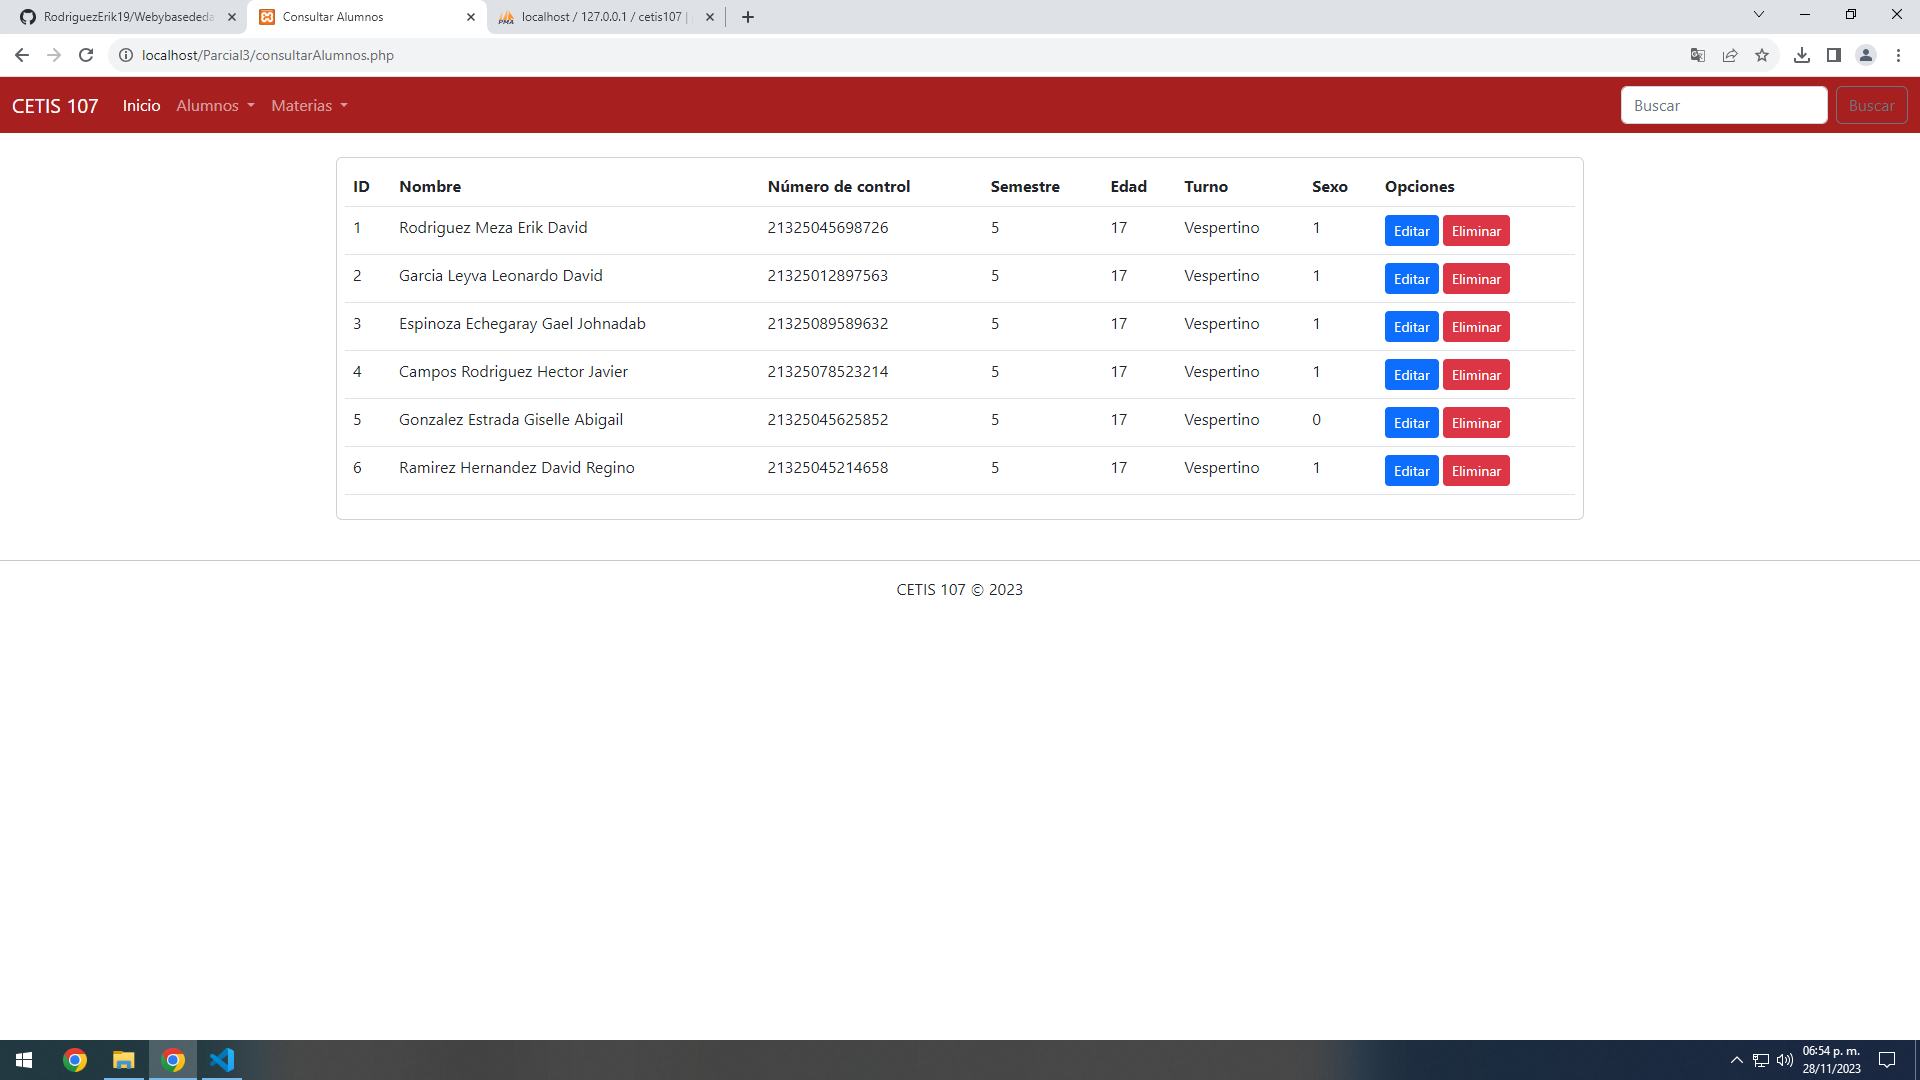 RodriguezErik19/Webybasededa
Consultar Alumnos
localhost / 127.0.0.1 / cetis107 |
localhost/Parcial3/consultarAlumnos.php
CETIS 107 Inicio Alumnos Materias Buscar Buscar
ID Nombre Número de control Semestre Edad Turno Sexo Opciones
1 Rodriguez Meza Erik David 21325045698726 5 17 Vespertino 1 Editar Eliminar
2 Garcia Leyva Leonardo David 21325012897563 5 17 Vespertino 1 Editar Eliminar
3 Espinoza Echegaray Gael Johnadab 21325089589632 5 17 Vespertino 1 Editar Eliminar
4 Campos Rodriguez Hector Javier 21325078523214 5 17 Vespertino 1 Editar Eliminar
5 Gonzalez Estrada Giselle Abigail 21325045625852 5 17 Vespertino 0 Editar Eliminar
6 Ramirez Hernandez David Regino 21325045214658 5 17 Vespertino 1 Editar Eliminar
CETIS 107 © 2023
06:54 p. m.
28/11/2023